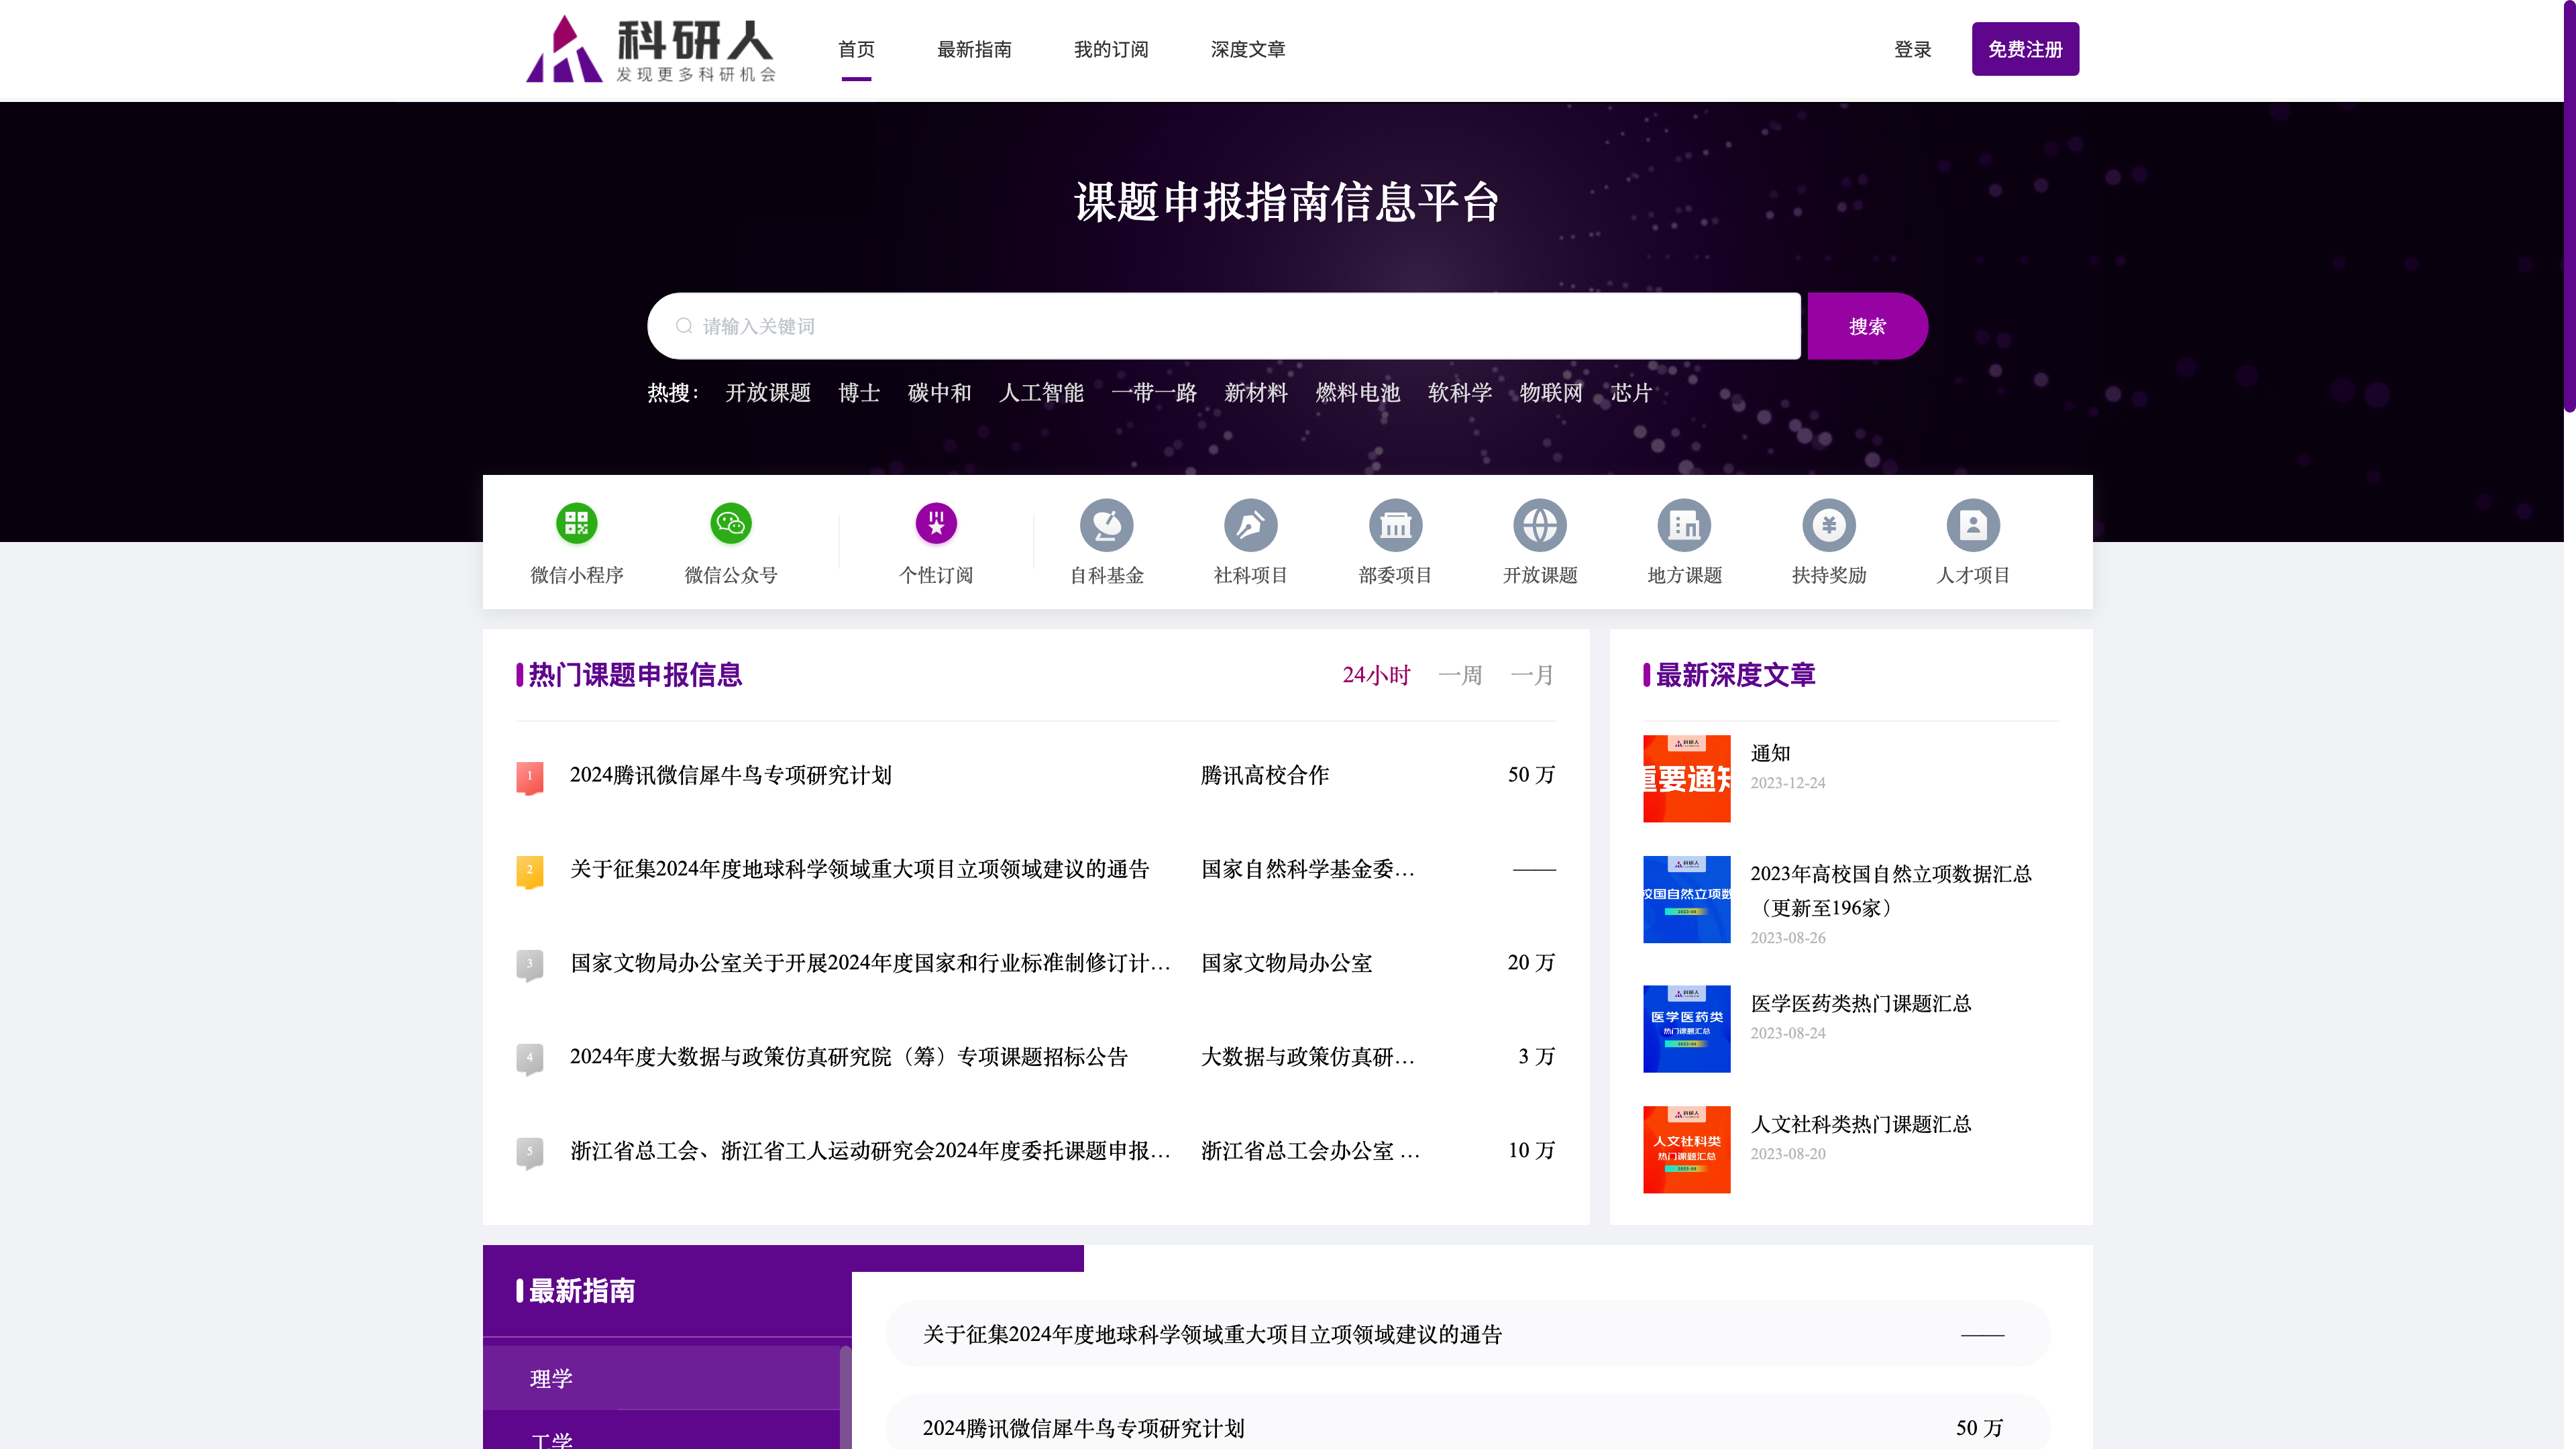 科研人
发现更多科研机会
首页 最新指南 我的订阅 深度文章 登录 免费注册
课题申报指南信息平台
请输入关键词 搜索
热搜： 开放课题 博士 碳中和 人工智能 一带一路 新材料 燃料电池 软科学 物联网 芯片
微信小程序 微信公众号 个性订阅 自科基金 社科项目 部委项目 开放课题 地方课题 扶持奖励 人才项目
热门课题申报信息 24小时 一周 一月
1 2024腾讯微信犀牛鸟专项研究计划 腾讯高校合作 50 万
2 关于征集2024年度地球科学领域重大项目立项领域建议的通告 国家自然科学基金委... ——
3 国家文物局办公室关于开展2024年度国家和行业标准制修订计... 国家文物局办公室 20 万
4 2024年度大数据与政策仿真研究院（筹）专项课题招标公告 大数据与政策仿真研... 3 万
5 浙江省总工会、浙江省工人运动研究会2024年度委托课题申报... 浙江省总工会办公室 ... 10 万
最新深度文章
科研人
重要通知
通知
2023-12-24
科研人
校国自然立项数
2023-08
2023年高校国自然立项数据汇总
（更新至196家）
2023-08-26
科研人
医学医药类
热门课题汇总
2023-08
医学医药类热门课题汇总
2023-08-24
科研人
人文社科类
热门课题汇总
2023-08
人文社科类热门课题汇总
2023-08-20
最新指南
理学
工学
关于征集2024年度地球科学领域重大项目立项领域建议的通告 ——
2024腾讯微信犀牛鸟专项研究计划 50 万